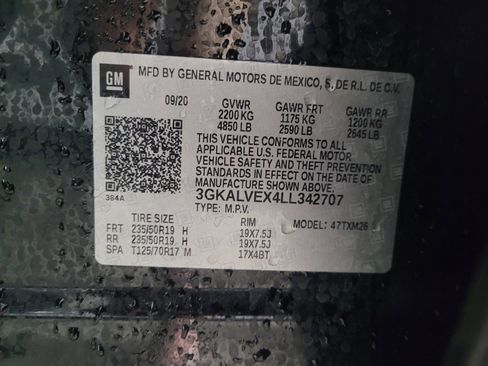 GM
MFD BY GENERAL MOTORS DE MEXICO, S. DE R.L. DE C.V.
09/20 GVWR GAWR FRT GAWR RR
2200 KG 1175 KG 1200 KG
4850 LB 2590 LB 2645 LB
THIS VEHICLE CONFORMS TO ALL
APPLICABLE U.S. FEDERAL MOTOR
VEHICLE SAFETY AND THEFT PREVENTION
STANDARDS IN EFFECT ON THE DATE OF
MANUFACTURE SHOWN ABOVE.
3GKALVEX4LL342707
384A
TYPE: M.P.V. MODEL: 47TXM26
TIRE SIZE RIM
FRT 235/50R19 H 19X7.5J
RR 235/50R19 H 19X7.5J
SPA T125/70R17 M 17X4BT